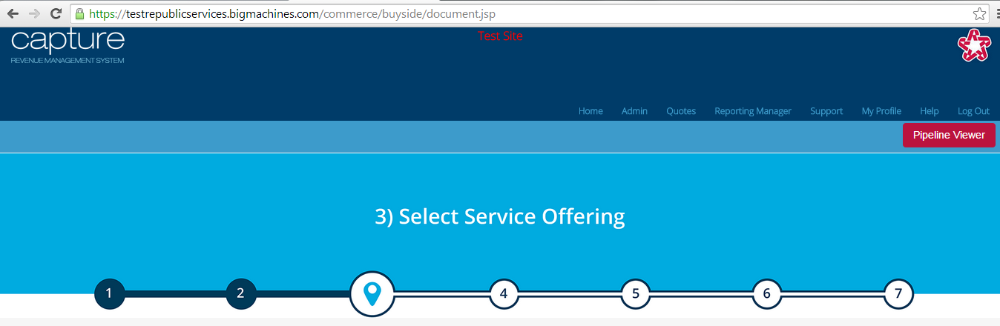 https://testrepublicservices.bigmachines.com/commerce/buyside/document.jsp
Test Site
capture
REVENUE MANAGEMENT SYSTEM
Home Admin Quotes Reporting Manager Support My Profile Help Log Out
Pipeline Viewer
3) Select Service Offering
1 2 4 5 6 7